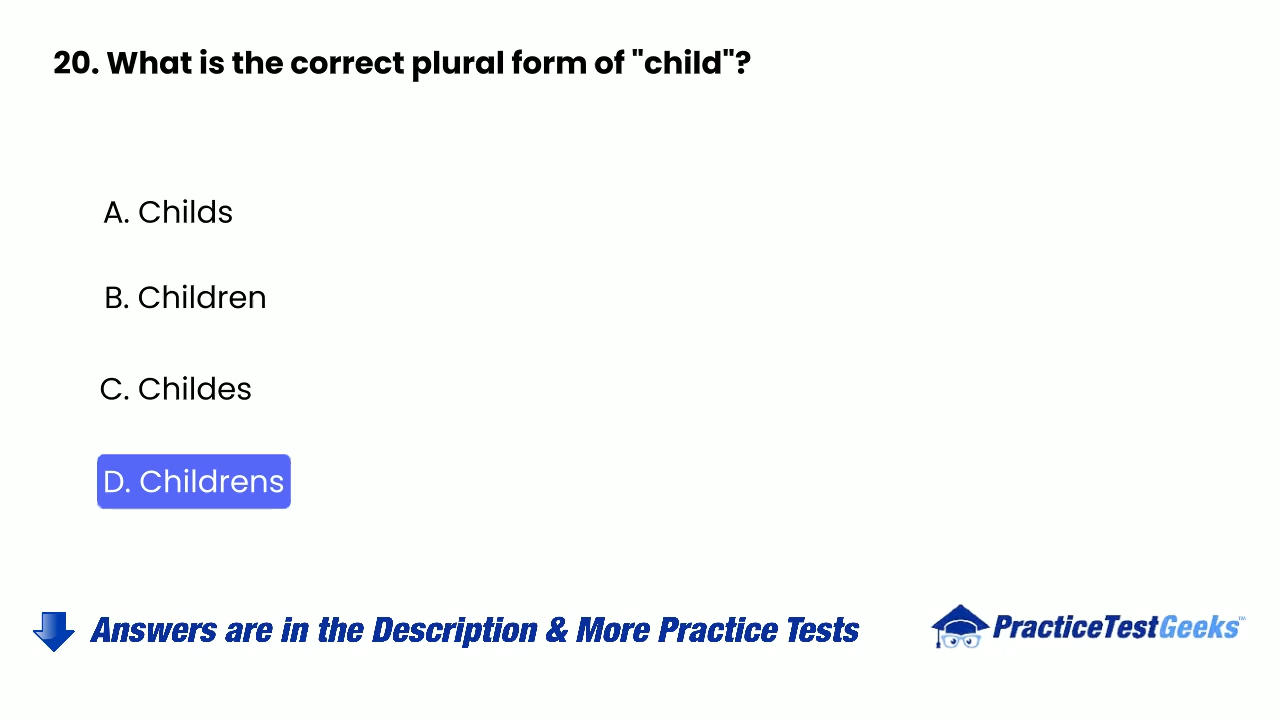 20. What is the correct plural form of "child"?
A. Childs
B. Children
C. Childes
D. Childrens
Answers are in the Description & More Practice Tests
PracticeTestGeeks™